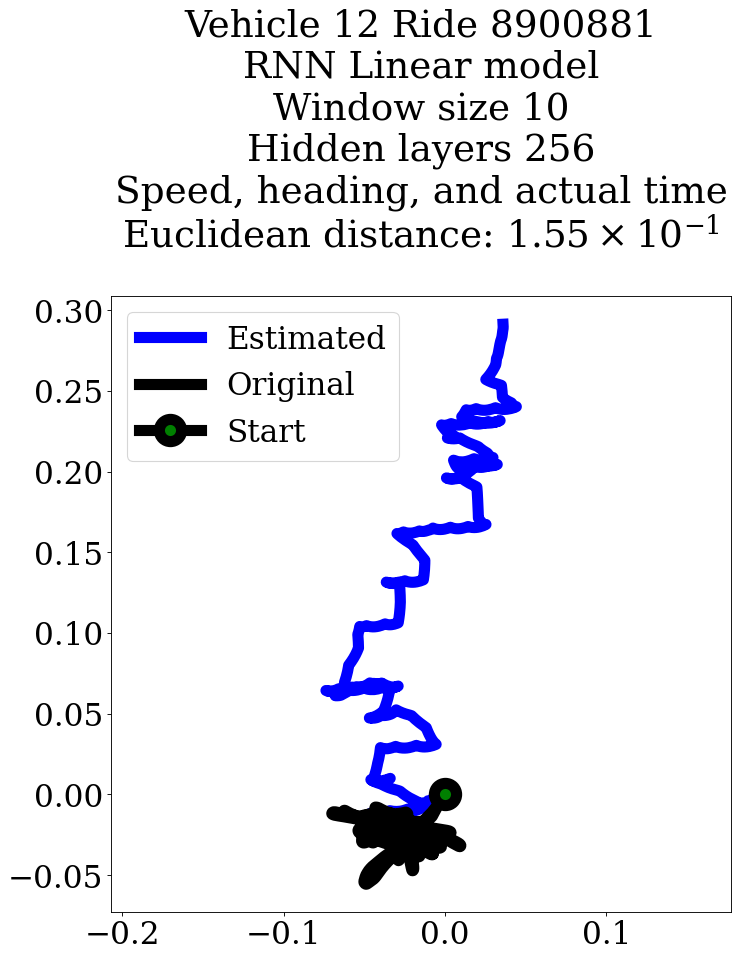 Vehicle 12 Ride 8900881
RNN Linear model
Window size 10
Hidden layers 256
Speed, heading, and actual time
Euclidean distance: 1.55 × 10⁻¹
0.30
Estimated
0.25
Original
Start
0.20
0.15
0.10
0.05
0.00
−0.05
−0.2 −0.1 0.0 0.1